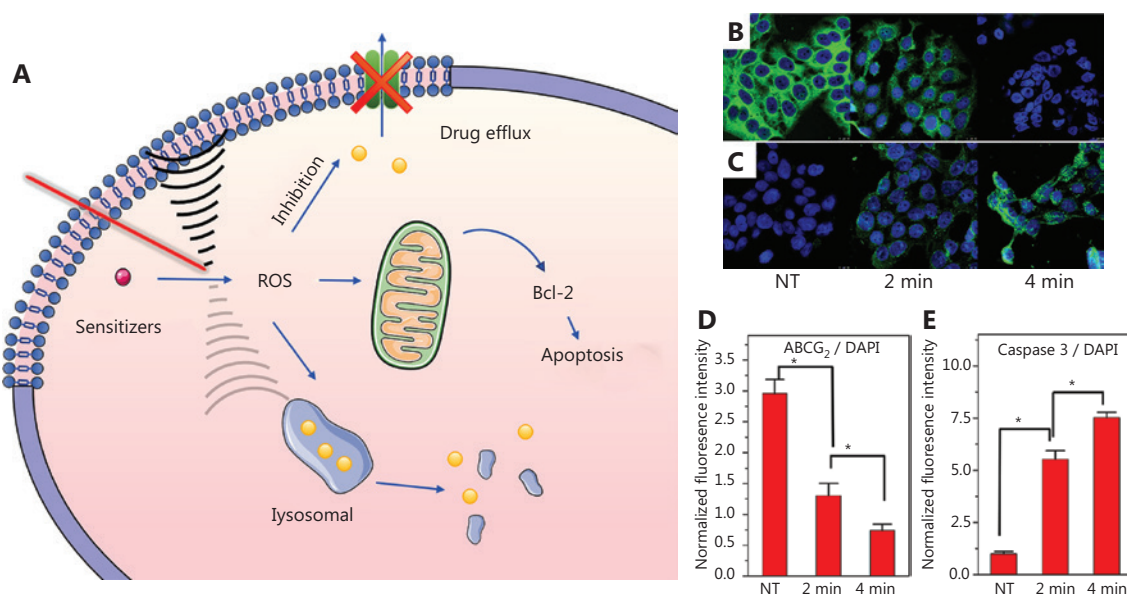 A
Drug efflux
Inhibition
ROS
Sensitizers
Bcl-2
Apoptosis
Iysosomal
B
C
NT 2 min 4 min
D
ABCG2 / DAPI
Normalized fluoresence intensity
3.5
3.0
2.5
2.0
1.5
1.0
0.5
0.0
*
*
NT 2 min 4 min
E
Caspase 3 / DAPI
Normalized fluoresence intensity
10.0
7.5
5.0
2.5
0.0
*
*
NT 2 min 4 min